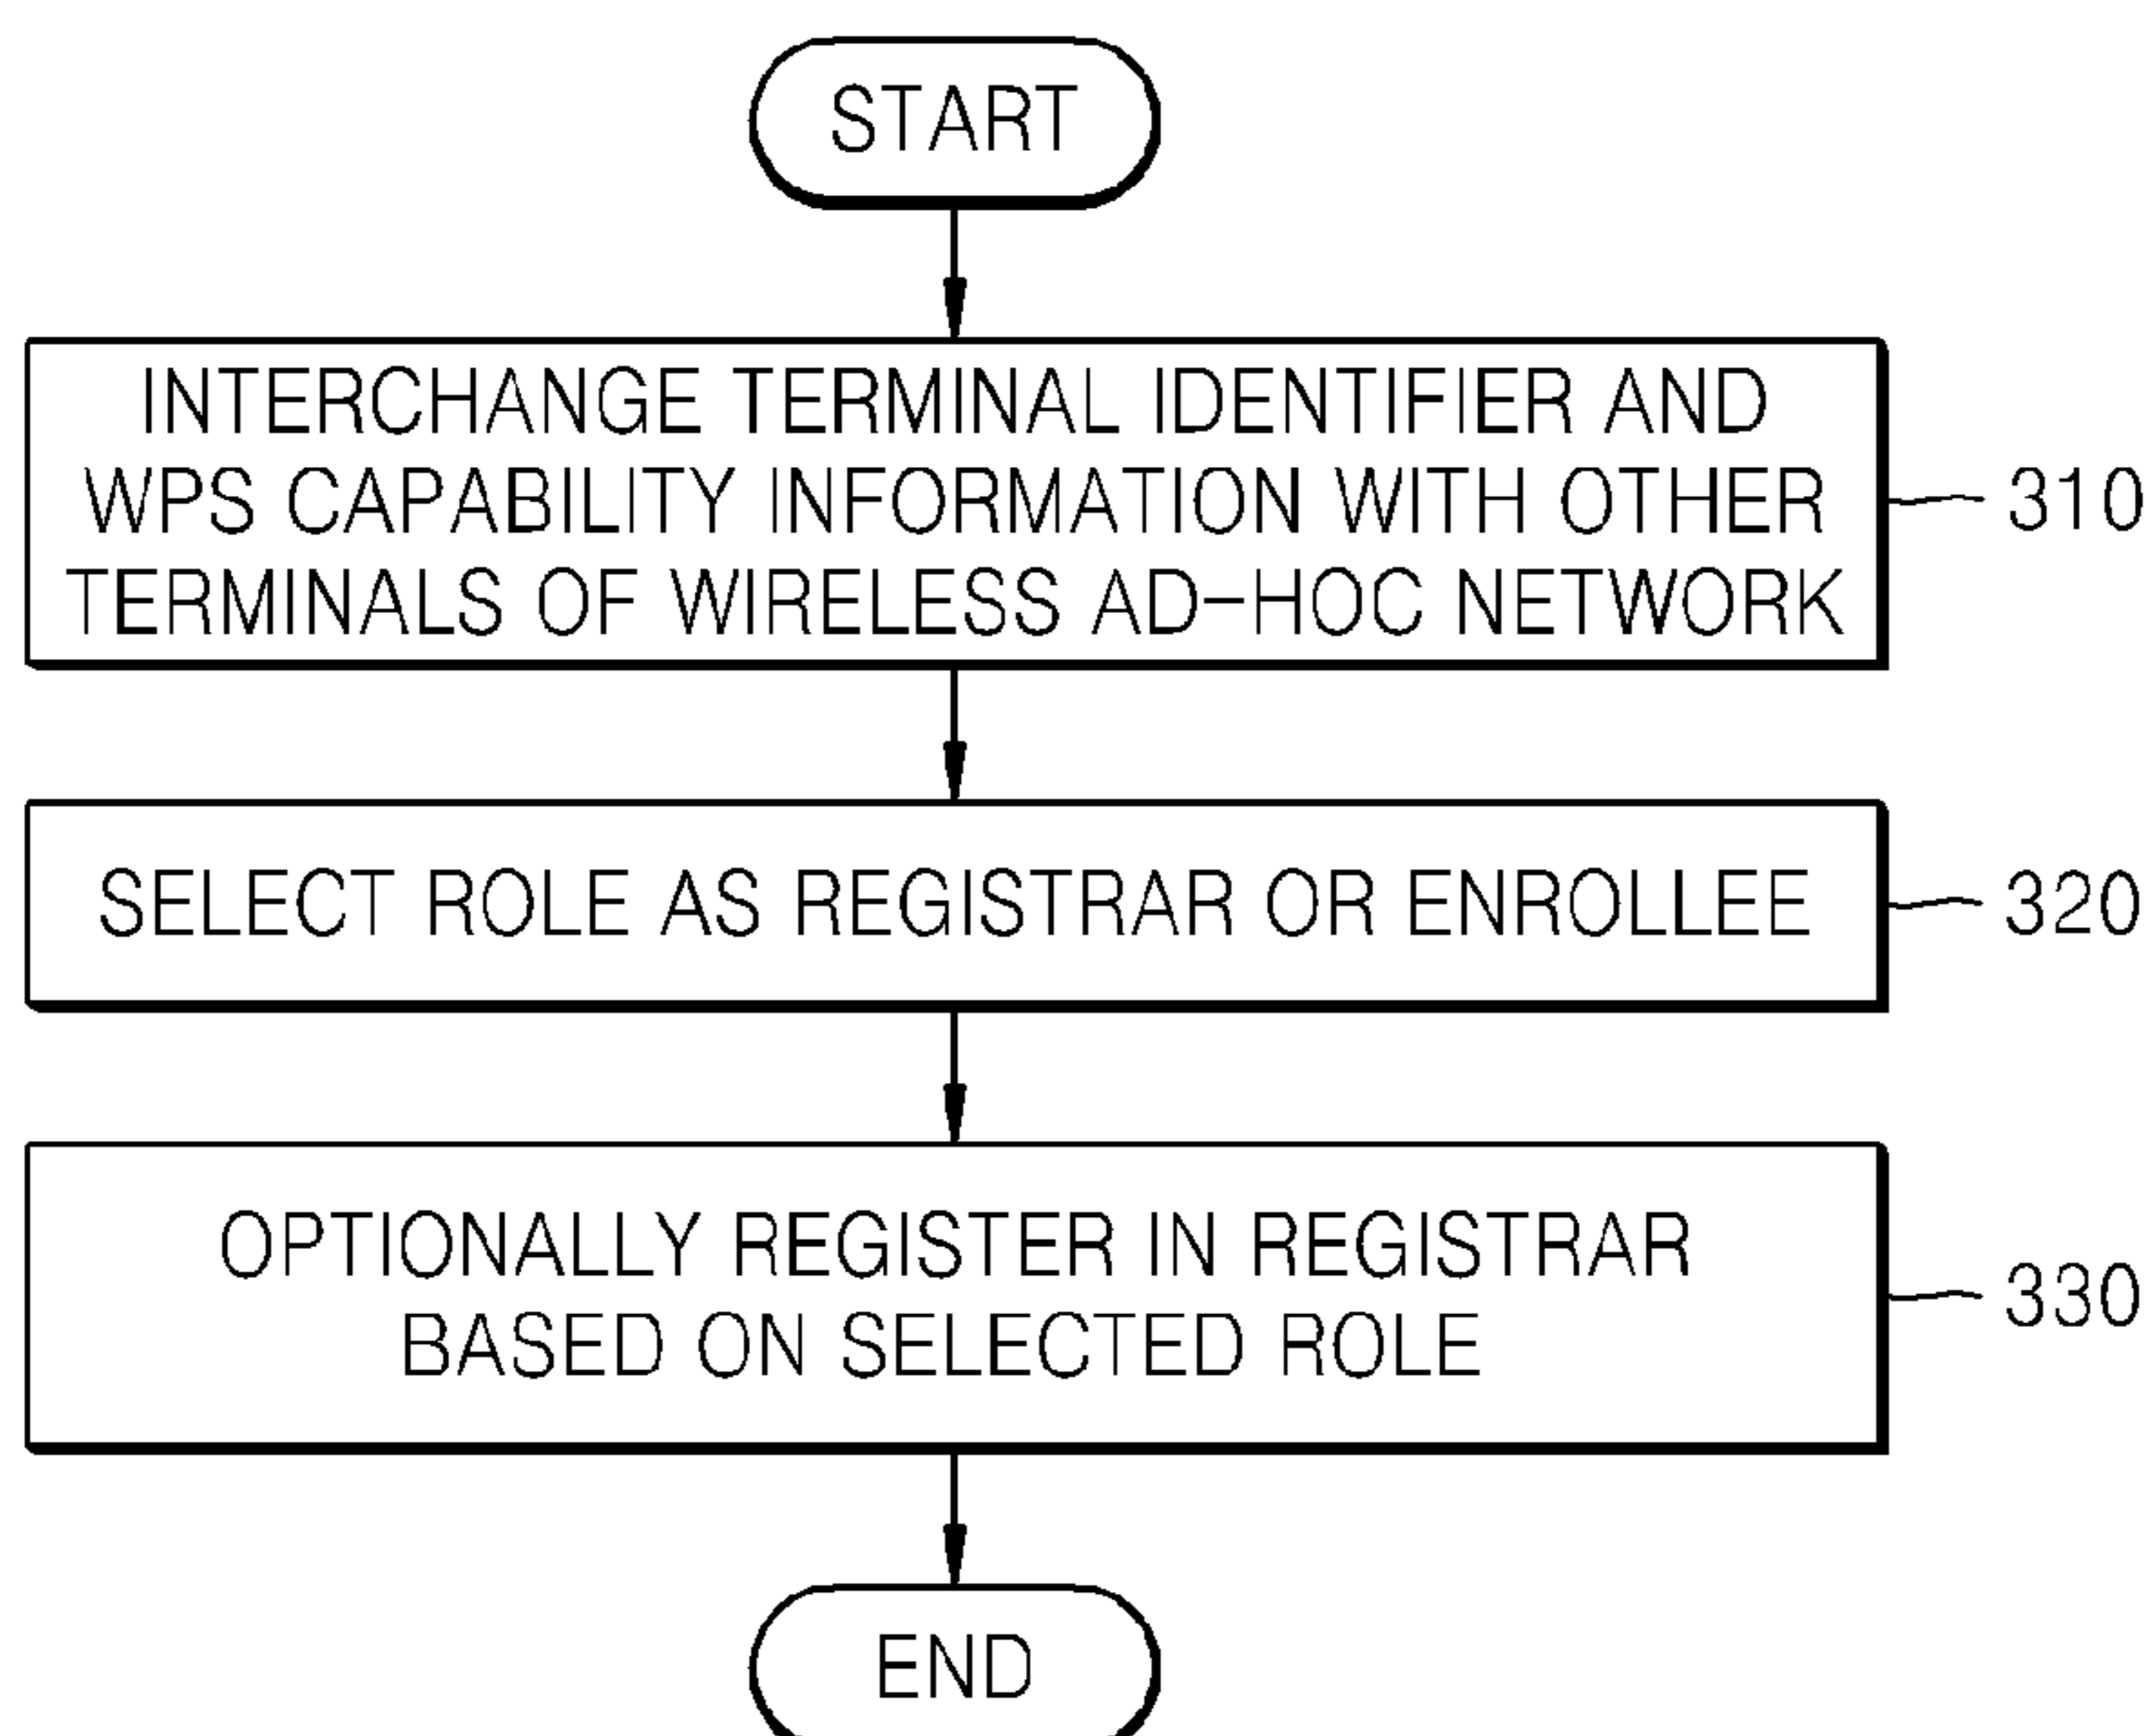 START
INTERCHANGE TERMINAL IDENTIFIER AND
WPS CAPABILITY INFORMATION WITH OTHER
TERMINALS OF WIRELESS AD-HOC NETWORK
310
SELECT ROLE AS REGISTRAR OR ENROLLEE
320
OPTIONALLY REGISTER IN REGISTRAR
BASED ON SELECTED ROLE
330
END